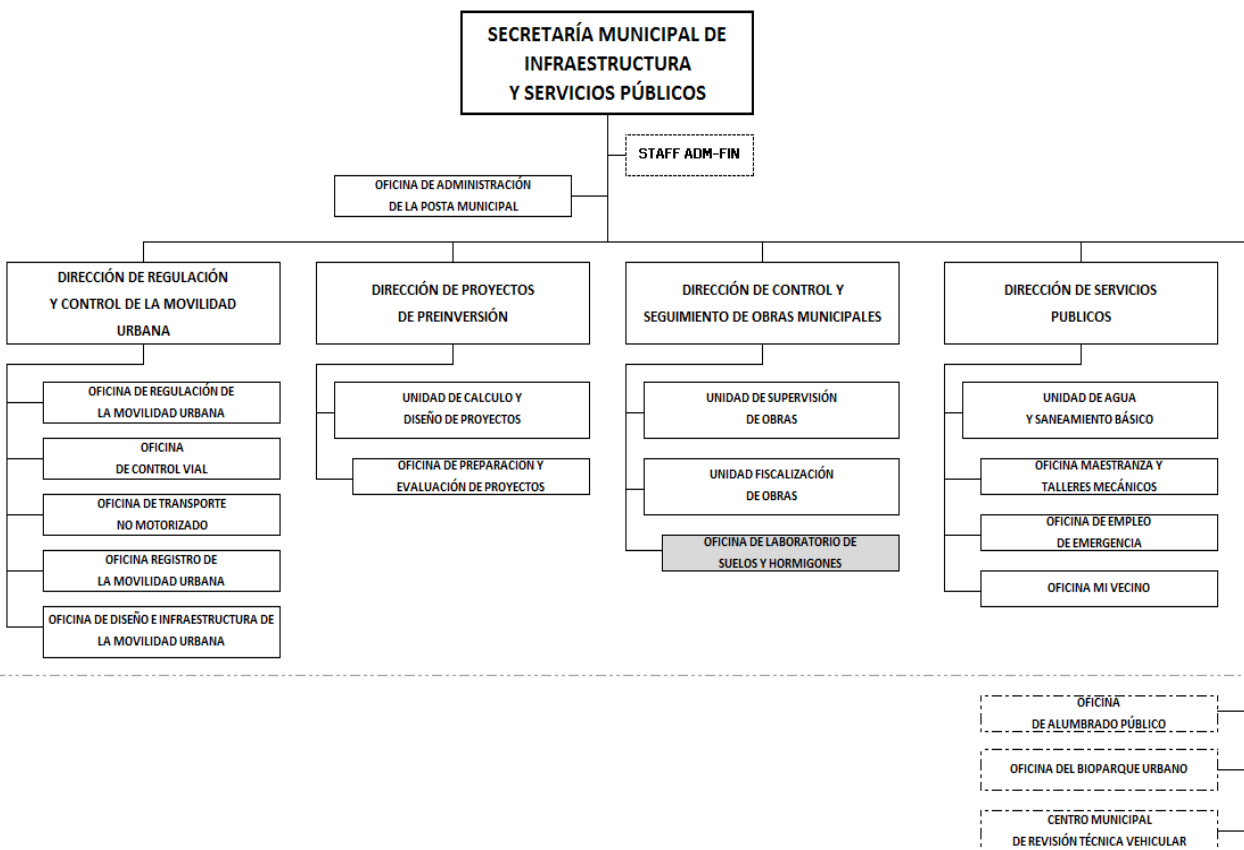 SECRETARÍA MUNICIPAL DE
INFRAESTRUCTURA
Y SERVICIOS PÚBLICOS
STAFF ADM-FIN
OFICINA DE ADMINISTRACIÓN
DE LA POSTA MUNICIPAL
DIRECCIÓN DE REGULACIÓN
Y CONTROL DE LA MOVILIDAD
URBANA
OFICINA DE REGULACIÓN DE
LA MOVILIDAD URBANA
OFICINA
DE CONTROL VIAL
OFICINA DE TRANSPORTE
NO MOTORIZADO
OFICINA REGISTRO DE
LA MOVILIDAD URBANA
OFICINA DE DISEÑO E INFRAESTRUCTURA DE
LA MOVILIDAD URBANA
DIRECCIÓN DE PROYECTOS
DE PREINVERSIÓN
UNIDAD DE CALCULO Y
DISEÑO DE PROYECTOS
OFICINA DE PREPARACIÓN Y
EVALUACIÓN DE PROYECTOS
DIRECCIÓN DE CONTROL Y
SEGUIMIENTO DE OBRAS MUNICIPALES
UNIDAD DE SUPERVISIÓN
DE OBRAS
UNIDAD FISCALIZACIÓN
DE OBRAS
OFICINA DE LABORATORIO DE
SUELOS Y HORMIGONES
DIRECCIÓN DE SERVICIOS
PUBLICOS
UNIDAD DE AGUA
Y SANEAMIENTO BÁSICO
OFICINA MAESTRANZA Y
TALLERES MECÁNICOS
OFICINA DE EMPLEO
DE EMERGENCIA
OFICINA MI VECINO
OFICINA
DE ALUMBRADO PÚBLICO
OFICINA DEL BIOPARQUE URBANO
CENTRO MUNICIPAL
DE REVISIÓN TÉCNICA VEHICULAR